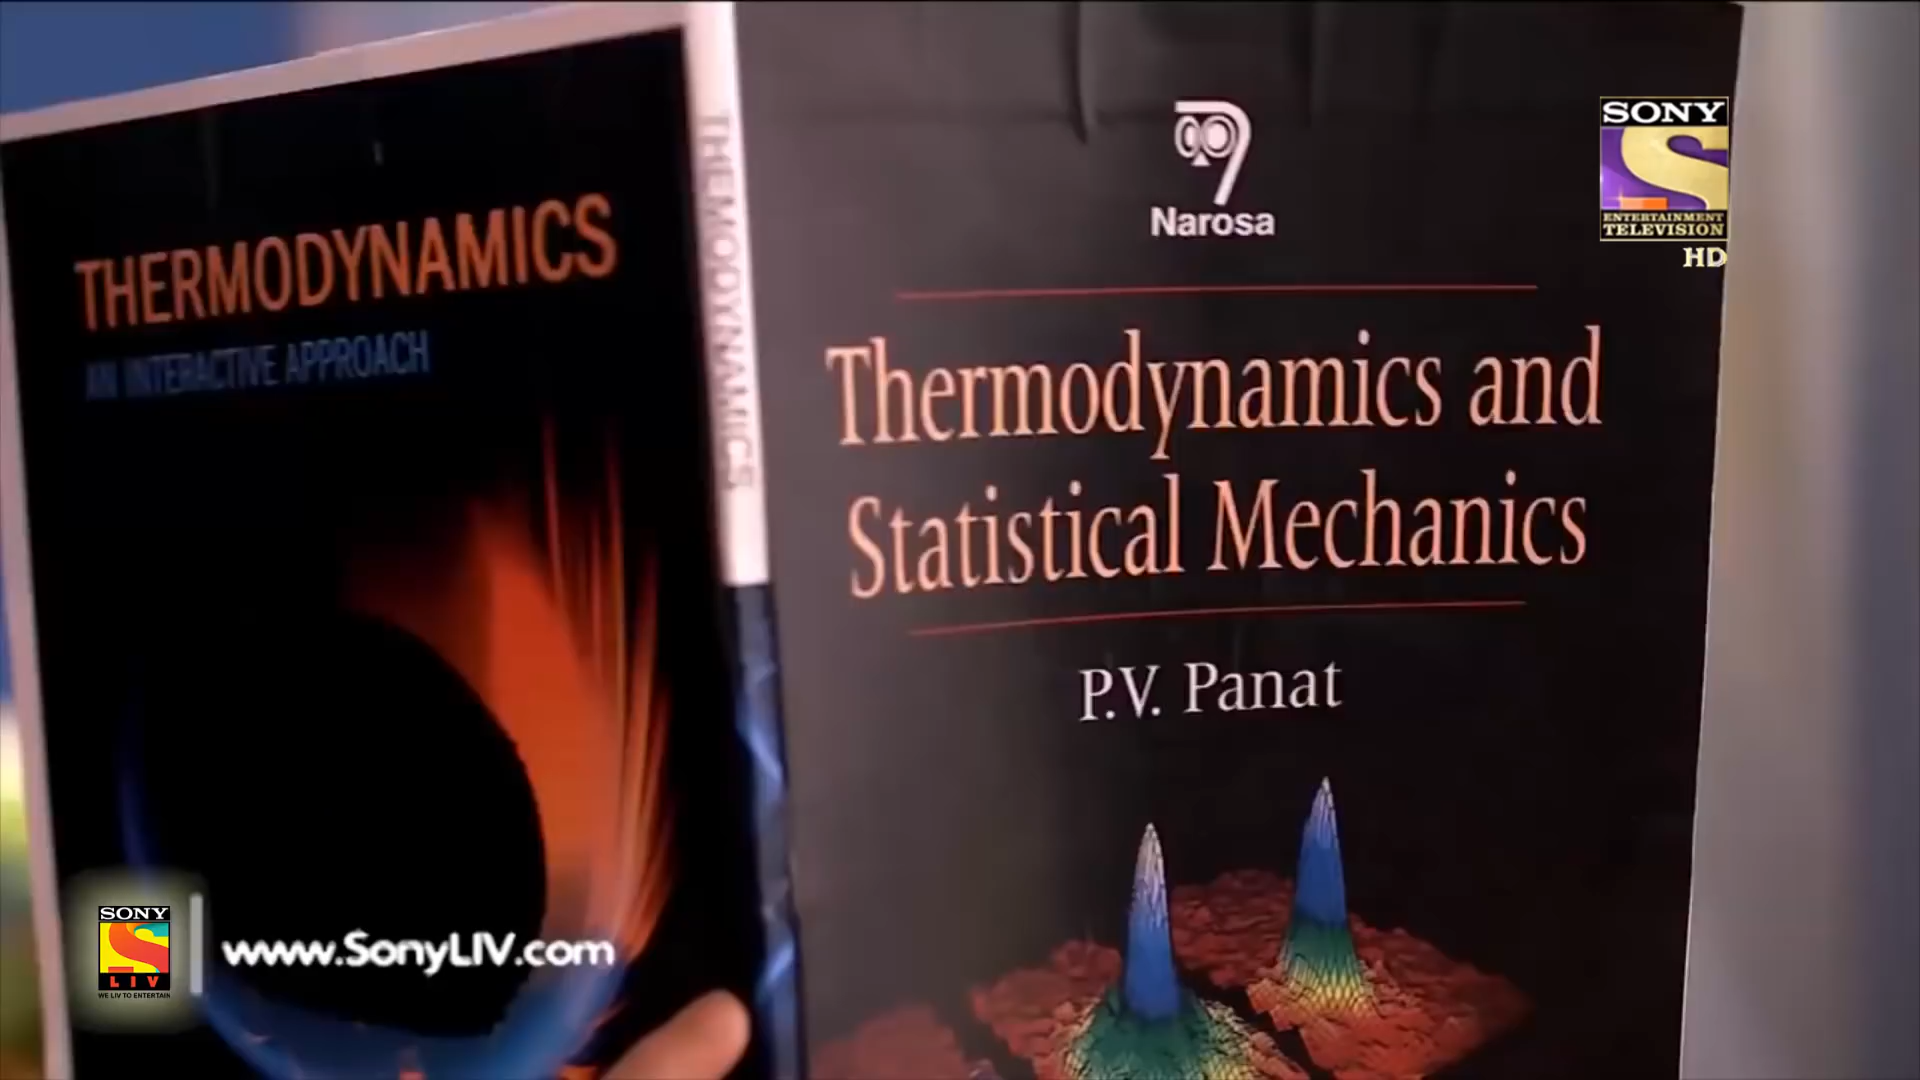 THERMODYNAMICS
AN INTERACTIVE APPROACH
THERMODYNAMICS
Narosa
Thermodynamics and
Statistical Mechanics
P.V. Panat
SONY
ENTERTAINMENT
TELEVISION
HD
SONY
LIV
WE LIV TO ENTERTAIN
www.SonyLIV.com